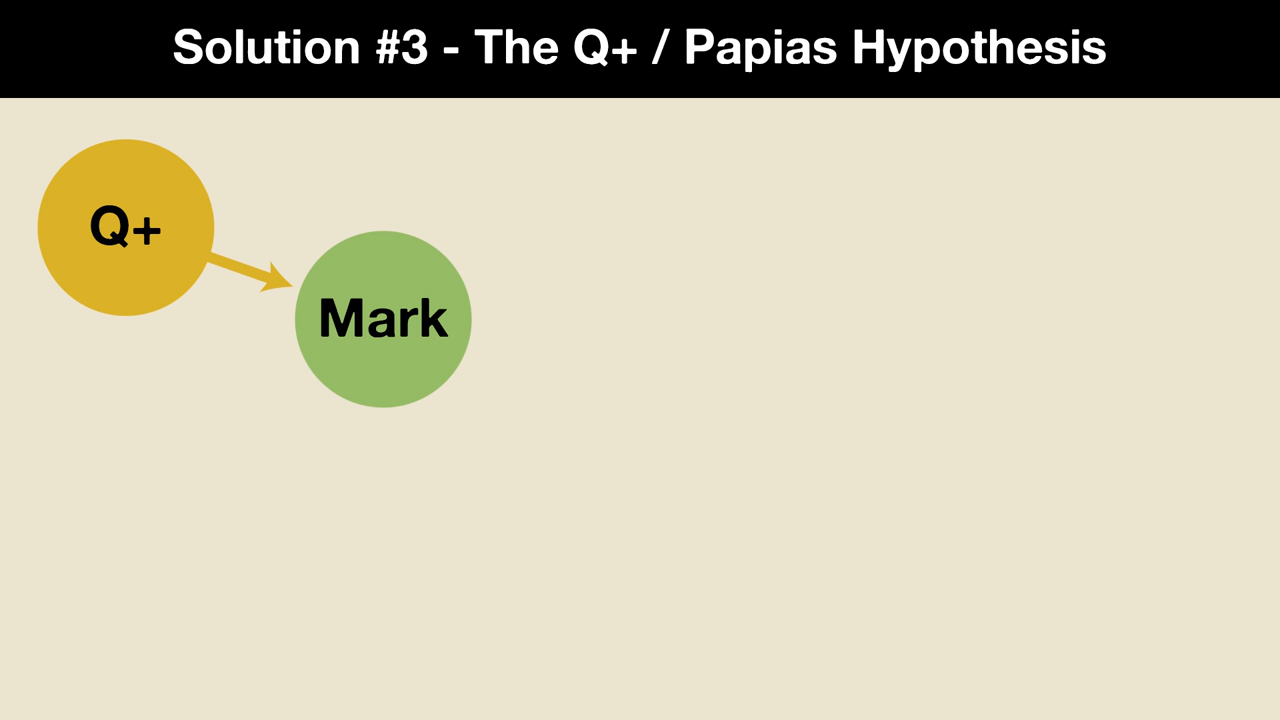 Solution #3 - The Q+ / Papias Hypothesis
Q+
Mark